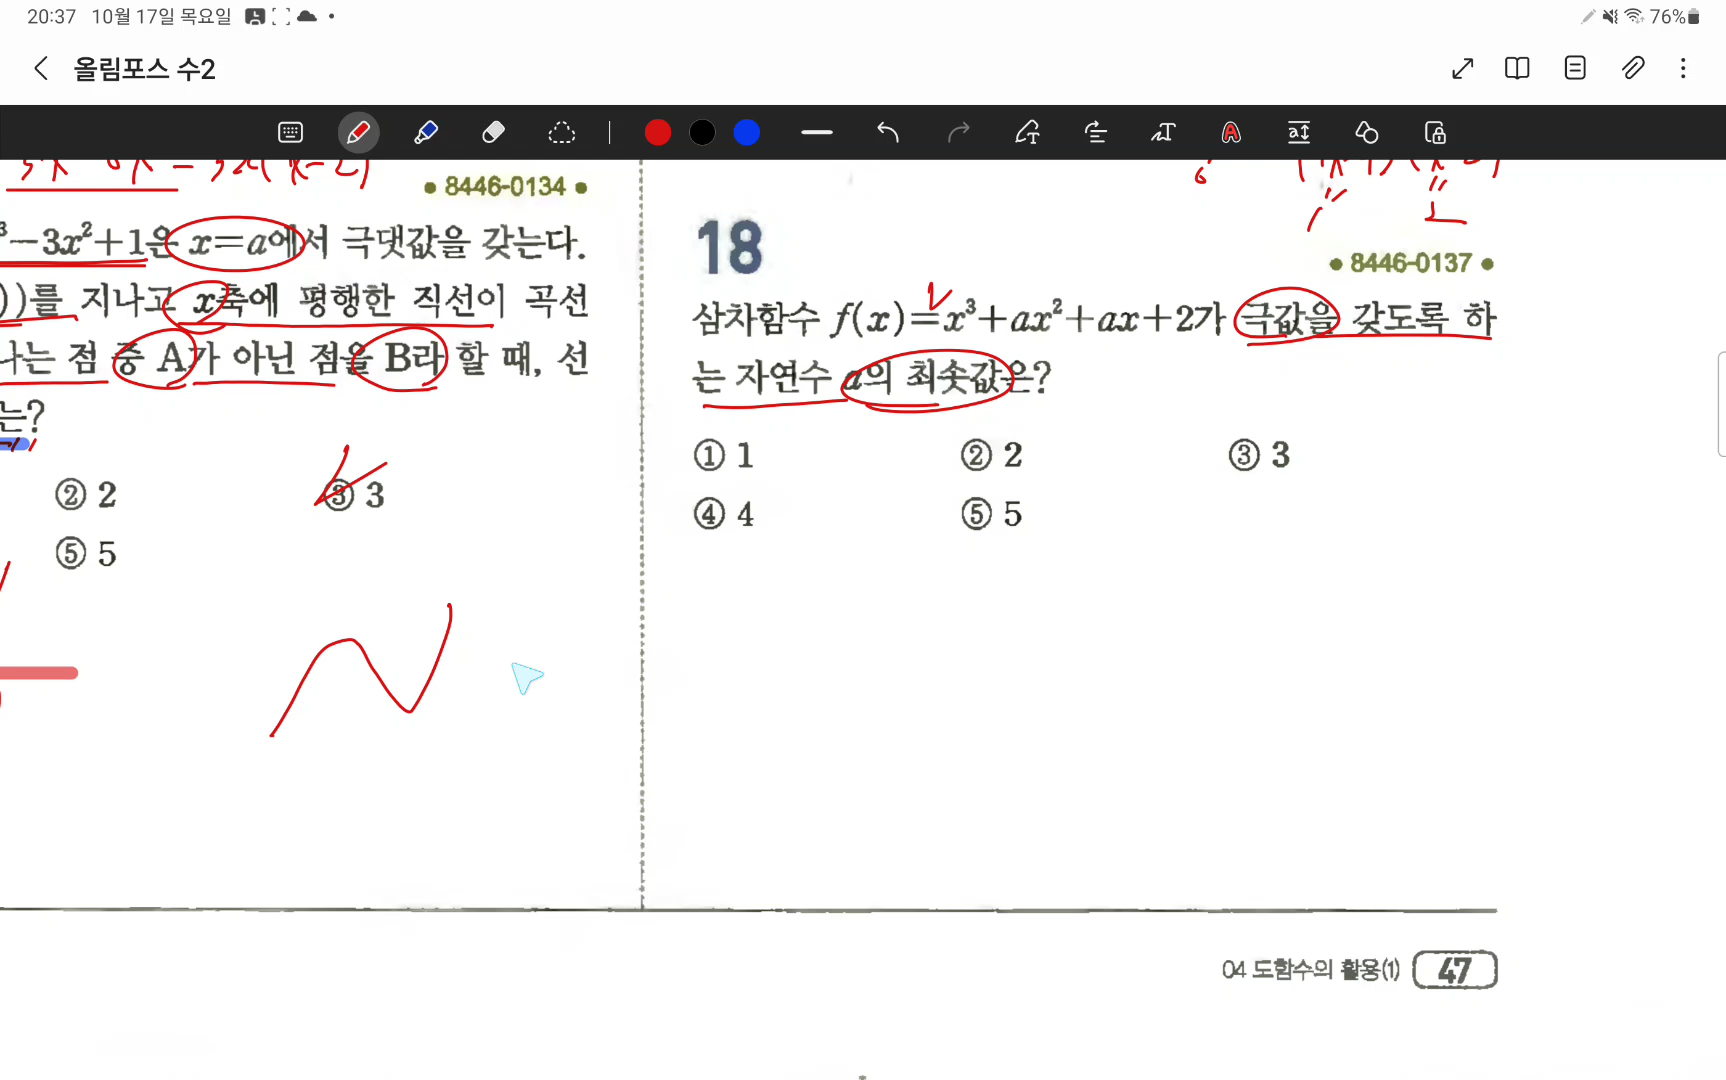 20:37 10월 17일 목요일
76%
올림포스 수2
8446-0134
³−3x²+1은 x=a에서 극댓값을 갖는다.
))를 지나고 x축에 평행한 직선이 곡선
나는 점 중 A가 아닌 점을 B라 할 때, 선
는?
② 2
③ 3
⑤ 5
18
8446-0137
삼차함수 f(x)=x³+ax²+ax+2가 극값을 갖도록 하
는 자연수 a의 최솟값은?
① 1 ② 2 ③ 3
④ 4 ⑤ 5
04 도함수의 활용(1) 47